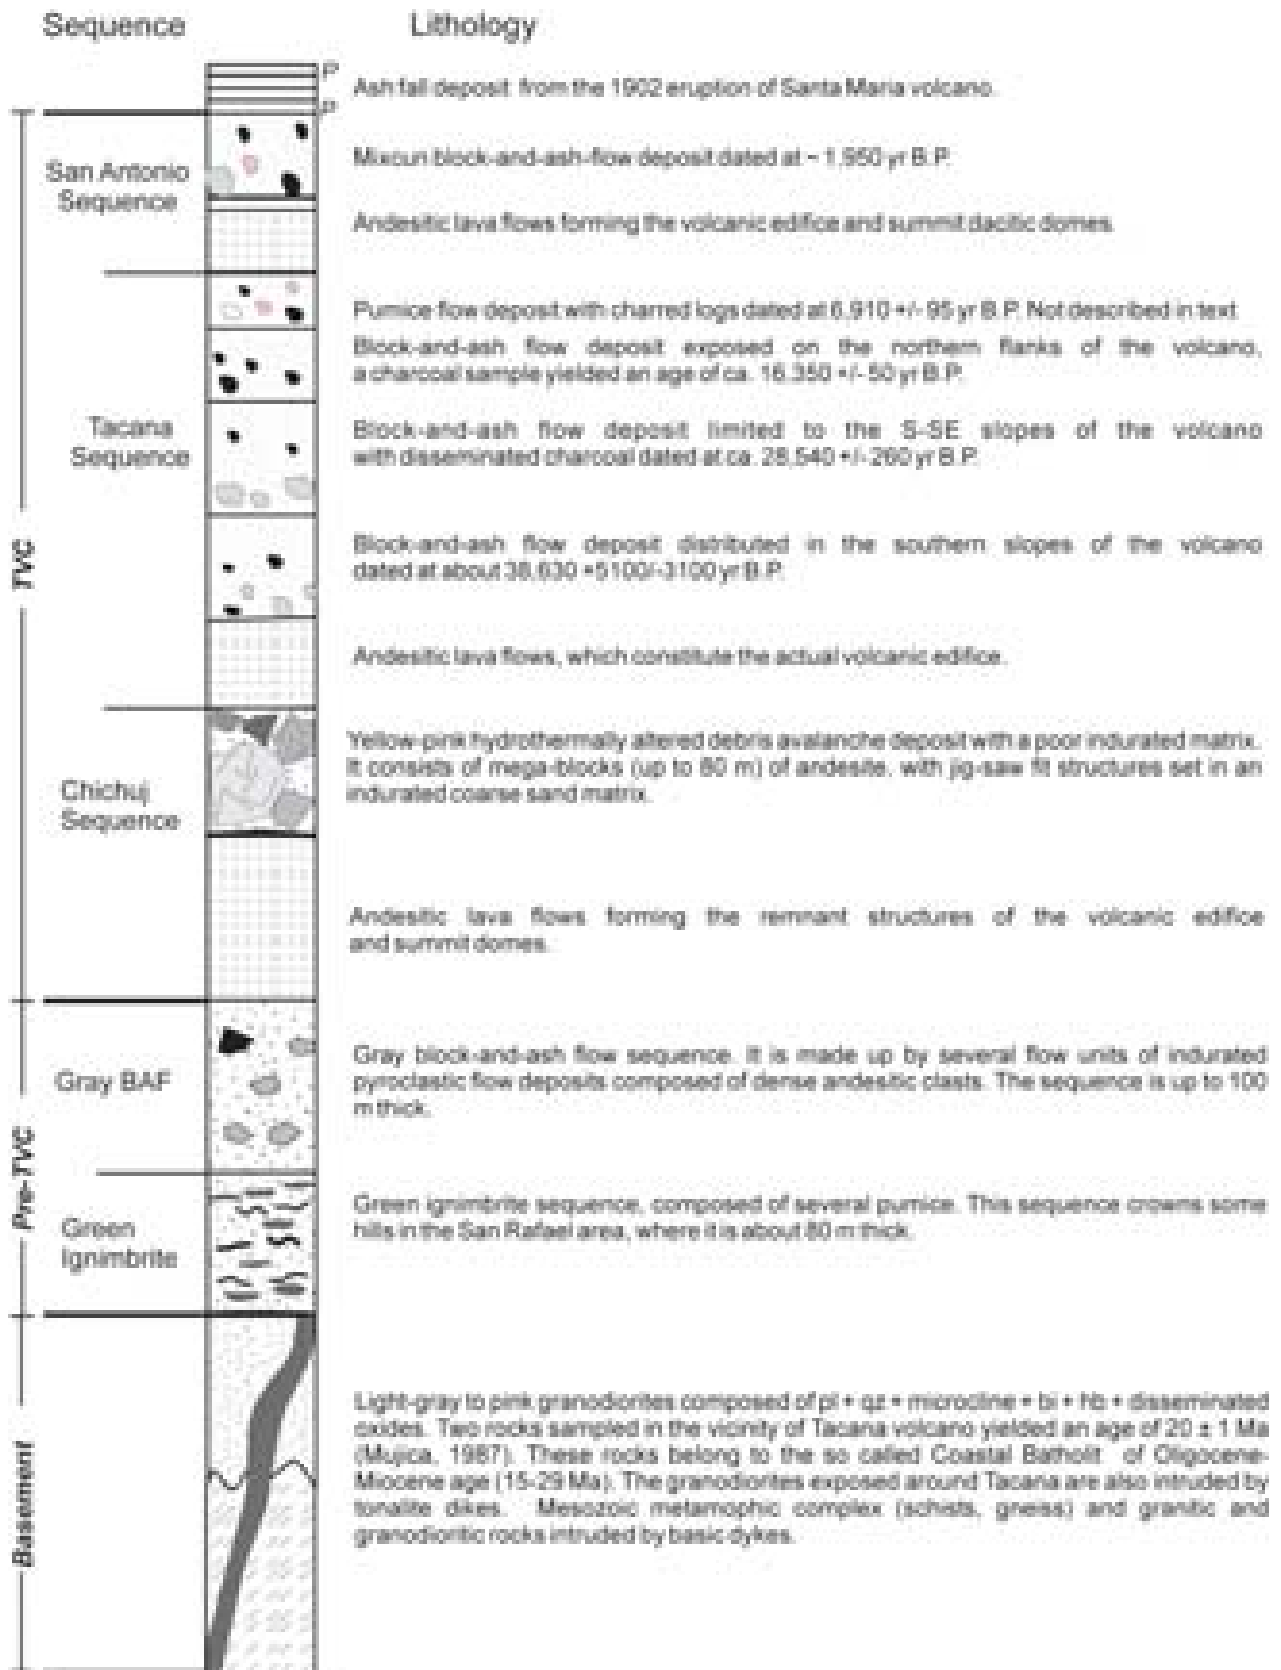 Sequence
Lithology
P
P
Ash fall deposit from the 1902 eruption of Santa Maria volcano.
San Antonio
Sequence
Mixcun block-and-ash-flow deposit dated at ~ 1,950 yr B.P.
Andesitic lava flows forming the volcanic edifice and summit dacitic domes.
Pumice flow deposit with charred logs dated at 6,910 +/- 95 yr B.P. Not described in text
Block-and-ash flow deposit exposed on the northern flanks of the volcano,
a charcoal sample yielded an age of ca. 16,350 +/- 50 yr B.P.
Tacana
Sequence
Block-and-ash flow deposit limited to the S-SE slopes of the volcano
with disseminated charcoal dated at ca. 28,540 +/- 260 yr B.P.
TVC
Block-and-ash flow deposit distributed in the southern slopes of the volcano
dated at about 38,630 +5100/-3100 yr B.P.
Andesitic lava flows, which constitute the actual volcanic edifice.
Chichuj
Sequence
Yellow-pink hydrothermally altered debris avalanche deposit with a poor indurated matrix.
It consists of mega-blocks (up to 80 m) of andesite, with jig-saw fit structures set in an
indurated coarse sand matrix.
Andesitic lava flows forming the remnant structures of the volcanic edifice
and summit domes.
Gray BAF
Gray block-and-ash flow sequence. It is made up by several flow units of indurated
pyroclastic flow deposits composed of dense andesitic clasts. The sequence is up to 100
m thick.
Pre-TVC
Green
Ignimbrite
Green ignimbrite sequence, composed of several pumice. This sequence crowns some
hills in the San Rafael area, where it is about 80 m thick.
Basement
Light-gray to pink granodiorites composed of pl + qz + microcline + bi + hb + disseminated
oxides. Two rocks sampled in the vicinity of Tacana volcano yielded an age of 20 ± 1 Ma
(Mujica, 1987). These rocks belong to the so called Coastal Batholit of Oligocene-
Miocene age (15-29 Ma). The granodiorites exposed around Tacana are also intruded by
tonalite dikes. Mesozoic metamophic complex (schists, gneiss) and granitic and
granodioritic rocks intruded by basic dykes.